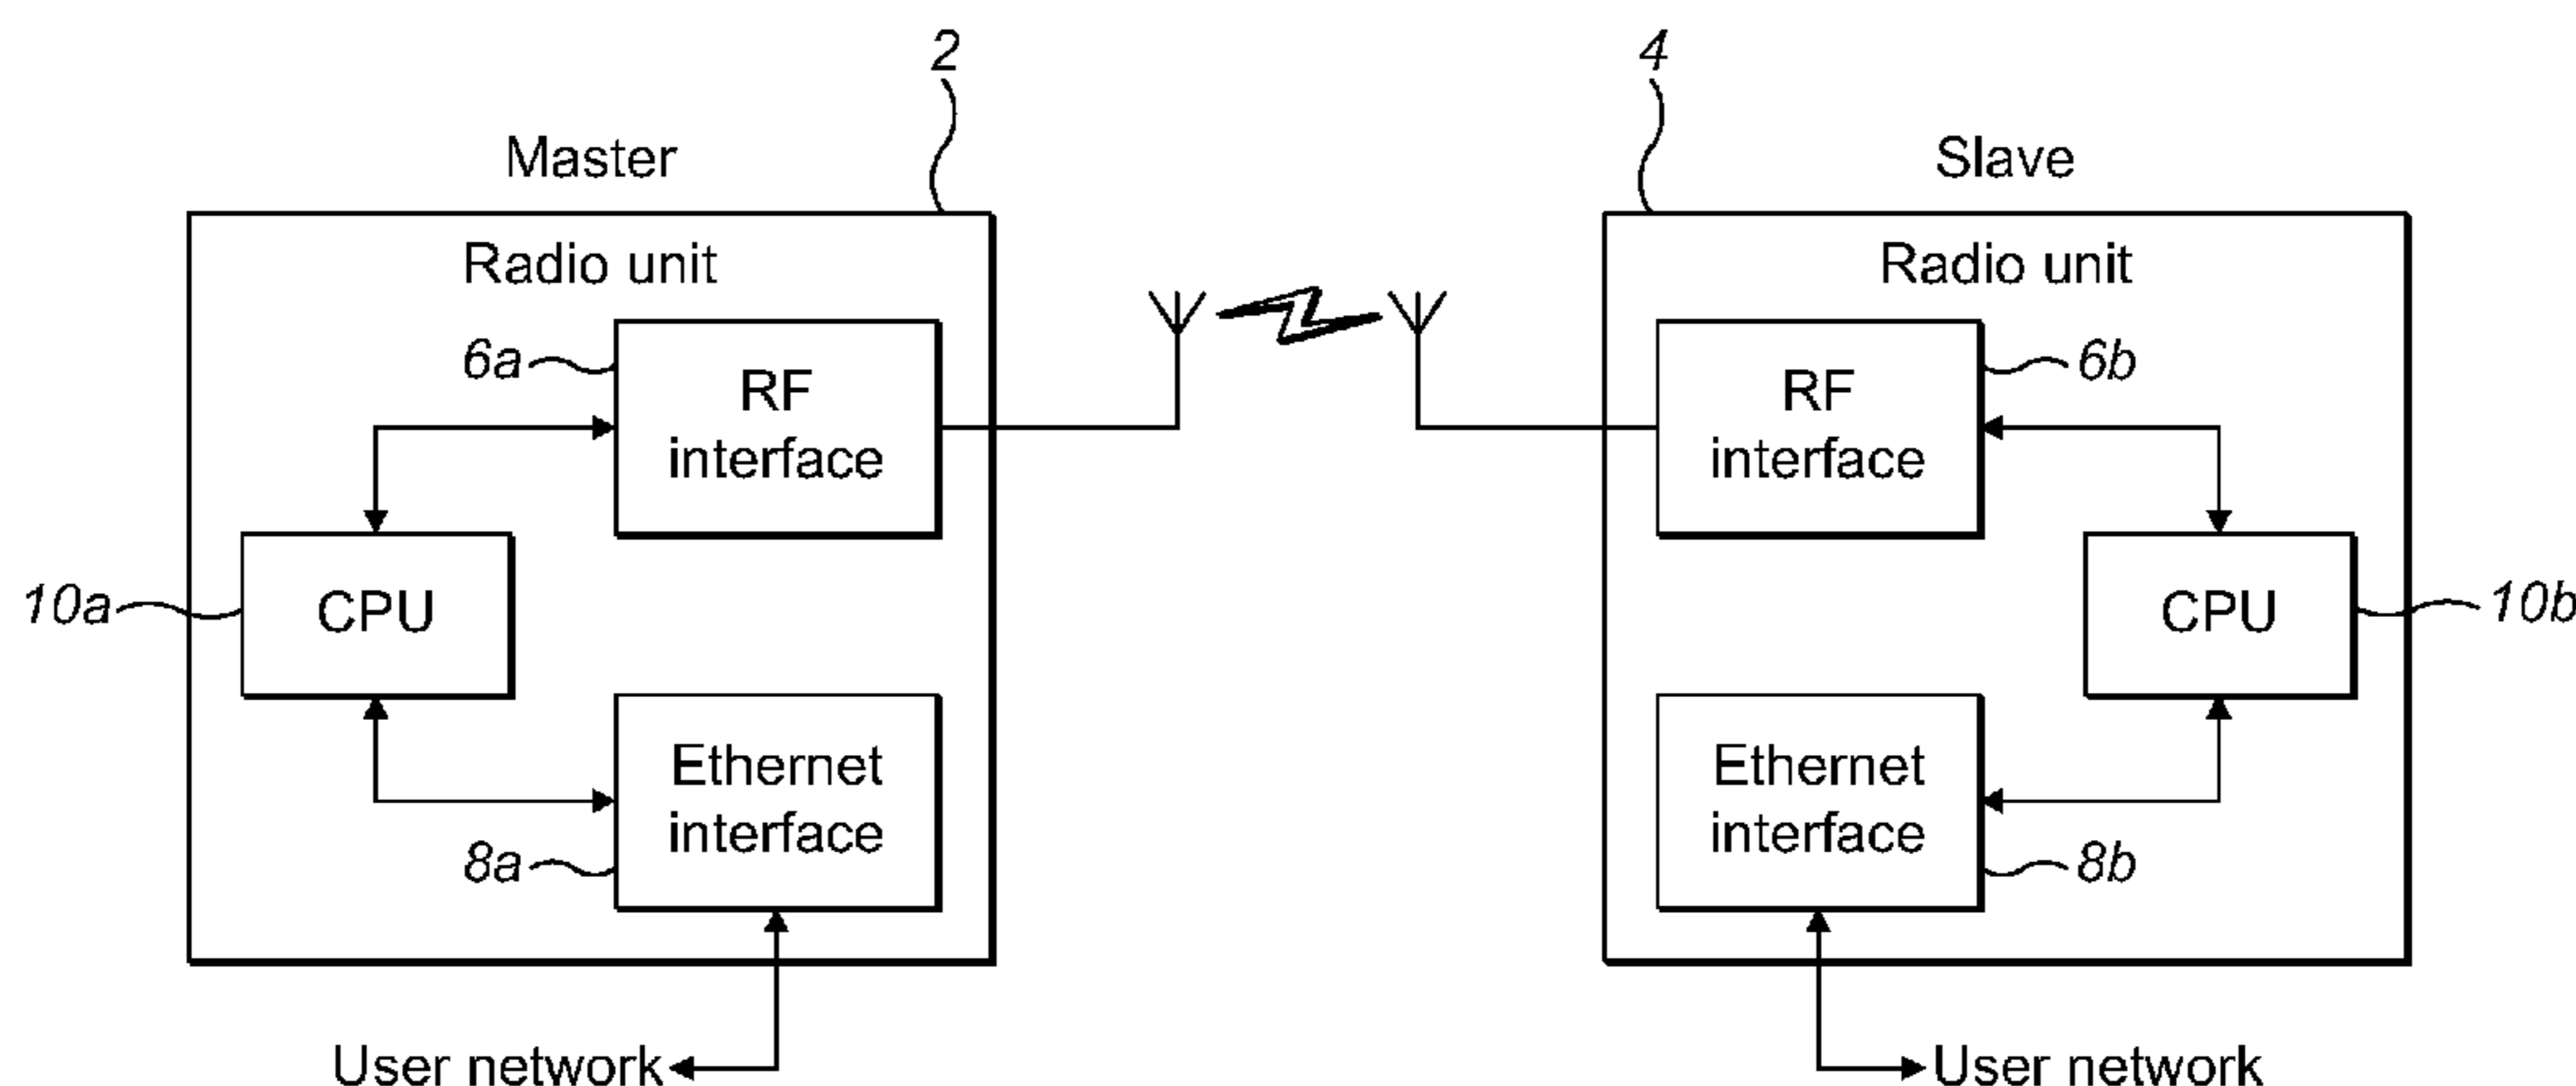 2
4
Master
Slave
Radio unit
Radio unit
6a
RF
interface
RF
interface
6b
10a
CPU
CPU
10b
Ethernet
interface
8a
Ethernet
interface
8b
User network
User network